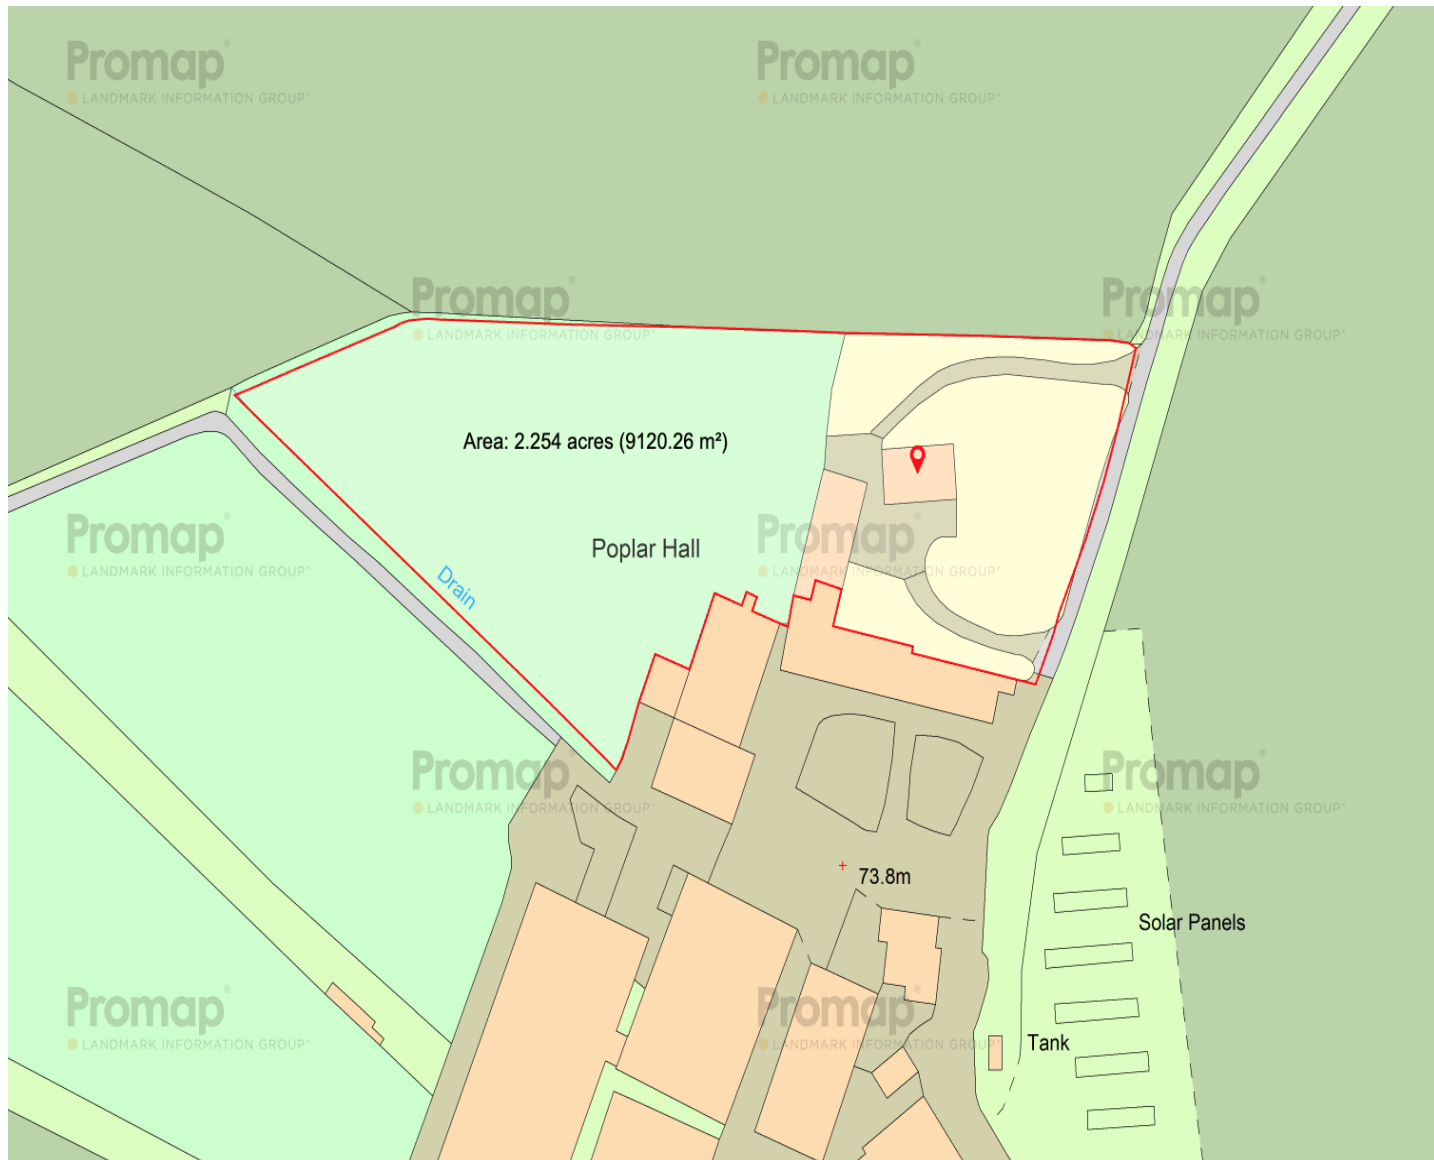 Promap®
LANDMARK INFORMATION GROUP®
Promap®
LANDMARK INFORMATION GROUP®
Promap®
LANDMARK INFORMATION GROUP®
Promap®
LANDMARK INFORMATION GROUP®
Area: 2.254 acres (9120.26 m²)
Promap®
LANDMARK INFORMATION GROUP®
Poplar Hall
Promap®
LANDMARK INFORMATION GROUP®
Drain
Promap®
LANDMARK INFORMATION GROUP®
Promap®
LANDMARK INFORMATION GROUP®
73.8m
Solar Panels
Promap®
LANDMARK INFORMATION GROUP®
Promap®
LANDMARK INFORMATION GROUP®
Tank